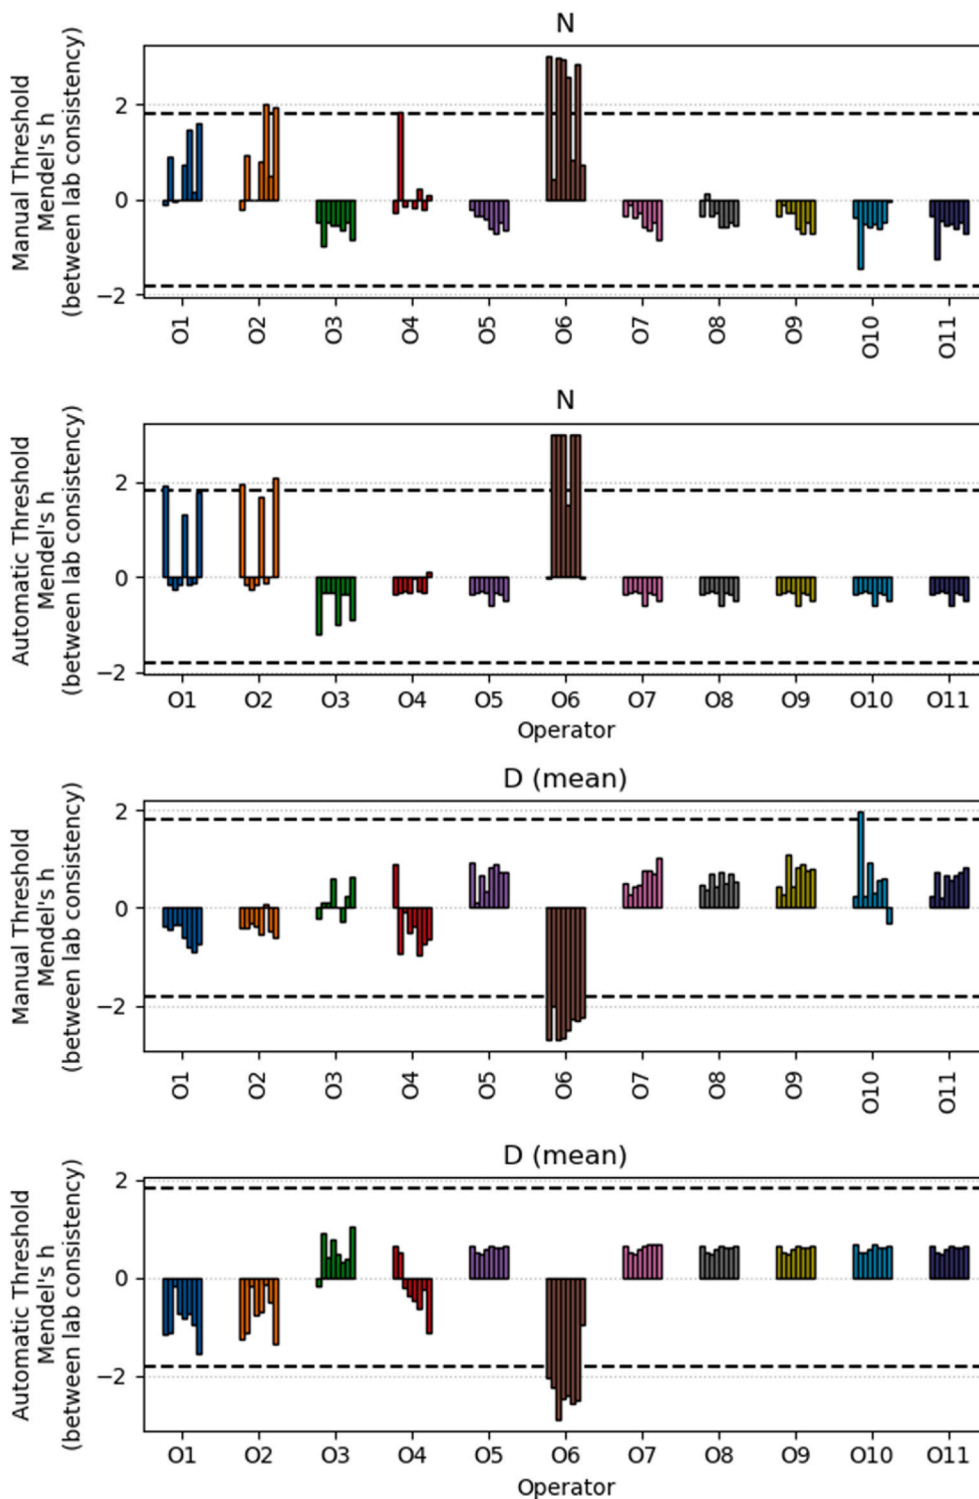 N
Manual Threshold
Mendel's h
(between lab consistency)
2
0
−2
O1 O2 O3 O4 O5 O6 O7 O8 O9 O10 O11
N
Automatic Threshold
Mendel's h
(between lab consistency)
2
0
−2
O1 O2 O3 O4 O5 O6 O7 O8 O9 O10 O11
Operator
D (mean)
Manual Threshold
Mendel's h
(between lab consistency)
2
0
−2
O1 O2 O3 O4 O5 O6 O7 O8 O9 O10 O11
D (mean)
Automatic Threshold
Mendel's h
(between lab consistency)
2
0
−2
O1 O2 O3 O4 O5 O6 O7 O8 O9 O10 O11
Operator